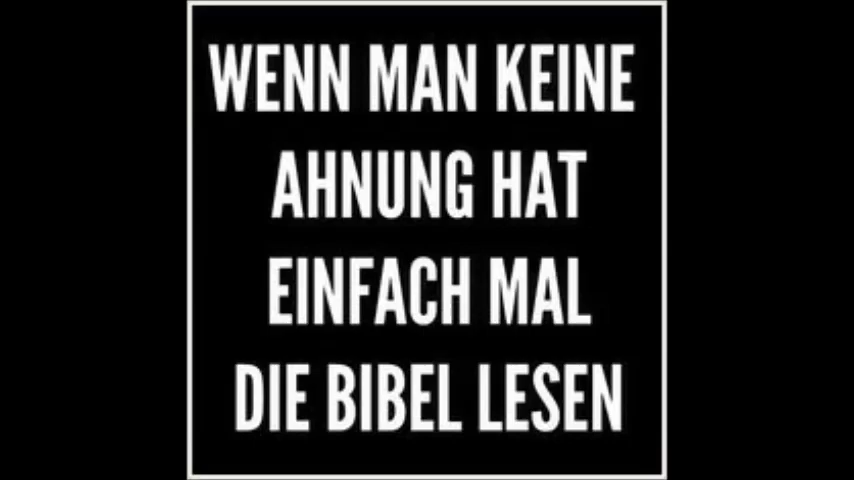 WENN MAN KEINE
AHNUNG HAT
EINFACH MAL
DIE BIBEL LESEN